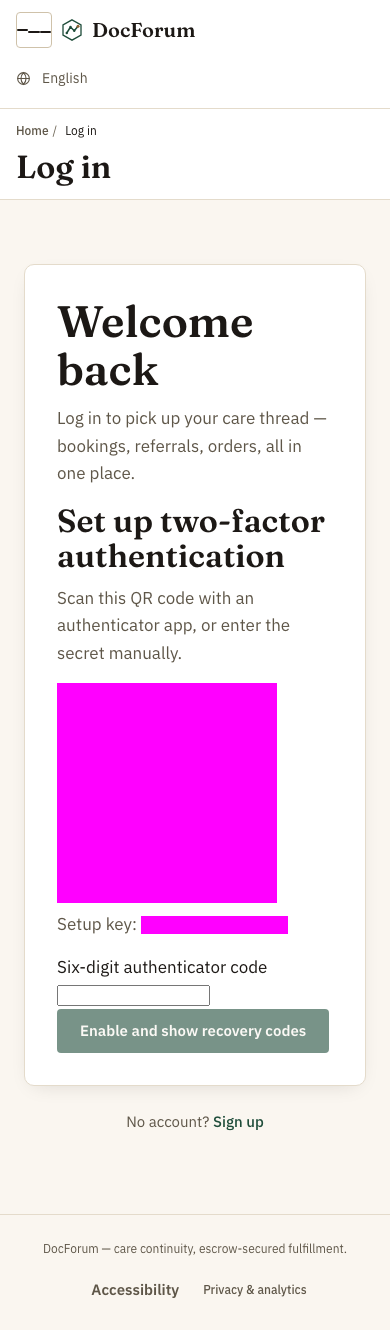 DocForum
English
Home / Log in
Log in
Welcome
back
Log in to pick up your care thread —
bookings, referrals, orders, all in
one place.
Set up two-factor
authentication
Scan this QR code with an
authenticator app, or enter the
secret manually.
Setup key:
Six-digit authenticator code
Enable and show recovery codes
No account? Sign up
DocForum — care continuity, escrow-secured fulfillment.
Accessibility Privacy & analytics